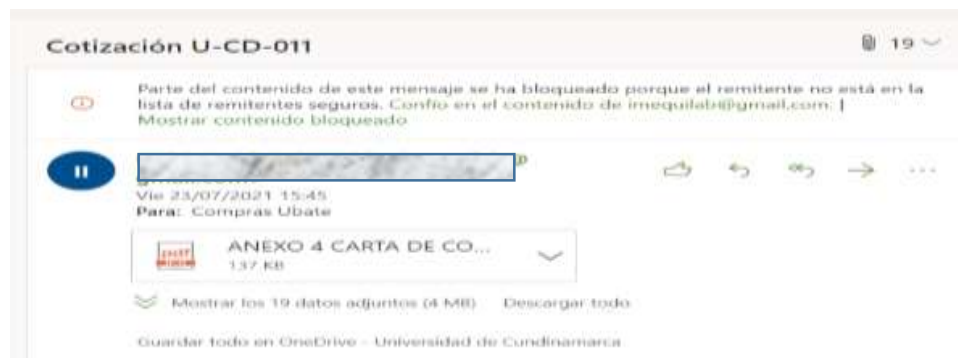 Cotización U-CD-011
19
Parte del contenido de este mensaje se ha bloqueado porque el remitente no está en la
lista de remitentes seguros. Confío en el contenido de imequilab@gmail.com. |
Mostrar contenido bloqueado
Vie 23/07/2021 15:45
Para: Compras Ubate
ANEXO 4 CARTA DE CO...
137 KB
Mostrar los 19 datos adjuntos (4 MB) Descargar todo
Guardar todo en OneDrive - Universidad de Cundinamarca